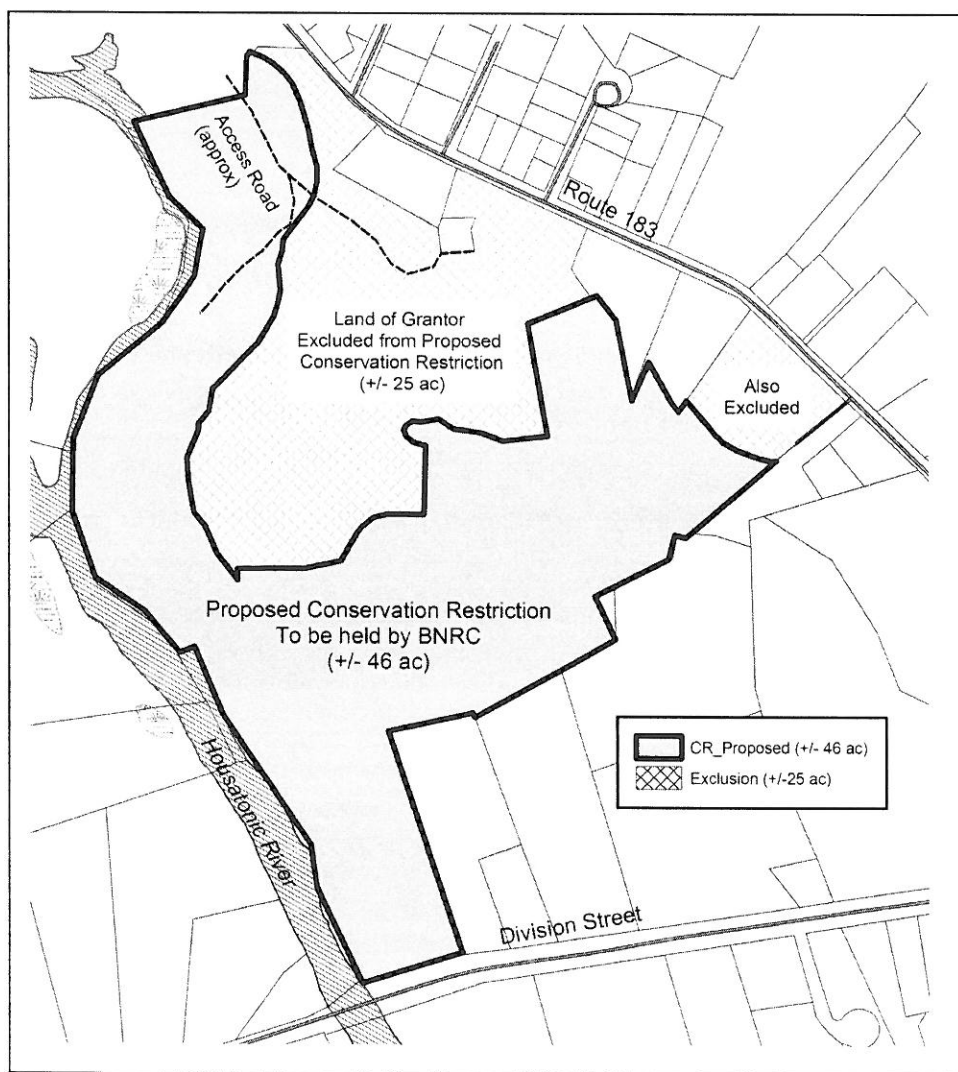 Access Road
(approx)
Route 183
Land of Grantor
Excluded from Proposed
Conservation Restriction
(+/- 25 ac)
Also
Excluded
Proposed Conservation Restriction
To be held by BNRC
(+/- 46 ac)
CR_Proposed (+/- 46 ac)
Exclusion (+/-25 ac)
Housatonic River
Division Street